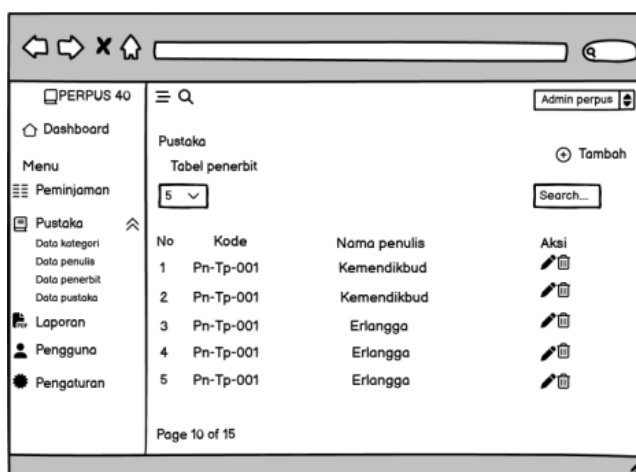 PERPUS 40
Admin perpus
Dashboard
Menu
Peminjaman
Pustaka
Data kategori
Data penulis
Data penerbit
Data pustaka
Laporan
Pengguna
Pengaturan
Pustaka
Tambah
Tabel penerbit
5
Search...
No Kode Nama penulis Aksi
1 Pn-Tp-001 Kemendikbud
2 Pn-Tp-001 Kemendikbud
3 Pn-Tp-001 Erlangga
4 Pn-Tp-001 Erlangga
5 Pn-Tp-001 Erlangga
Page 10 of 15